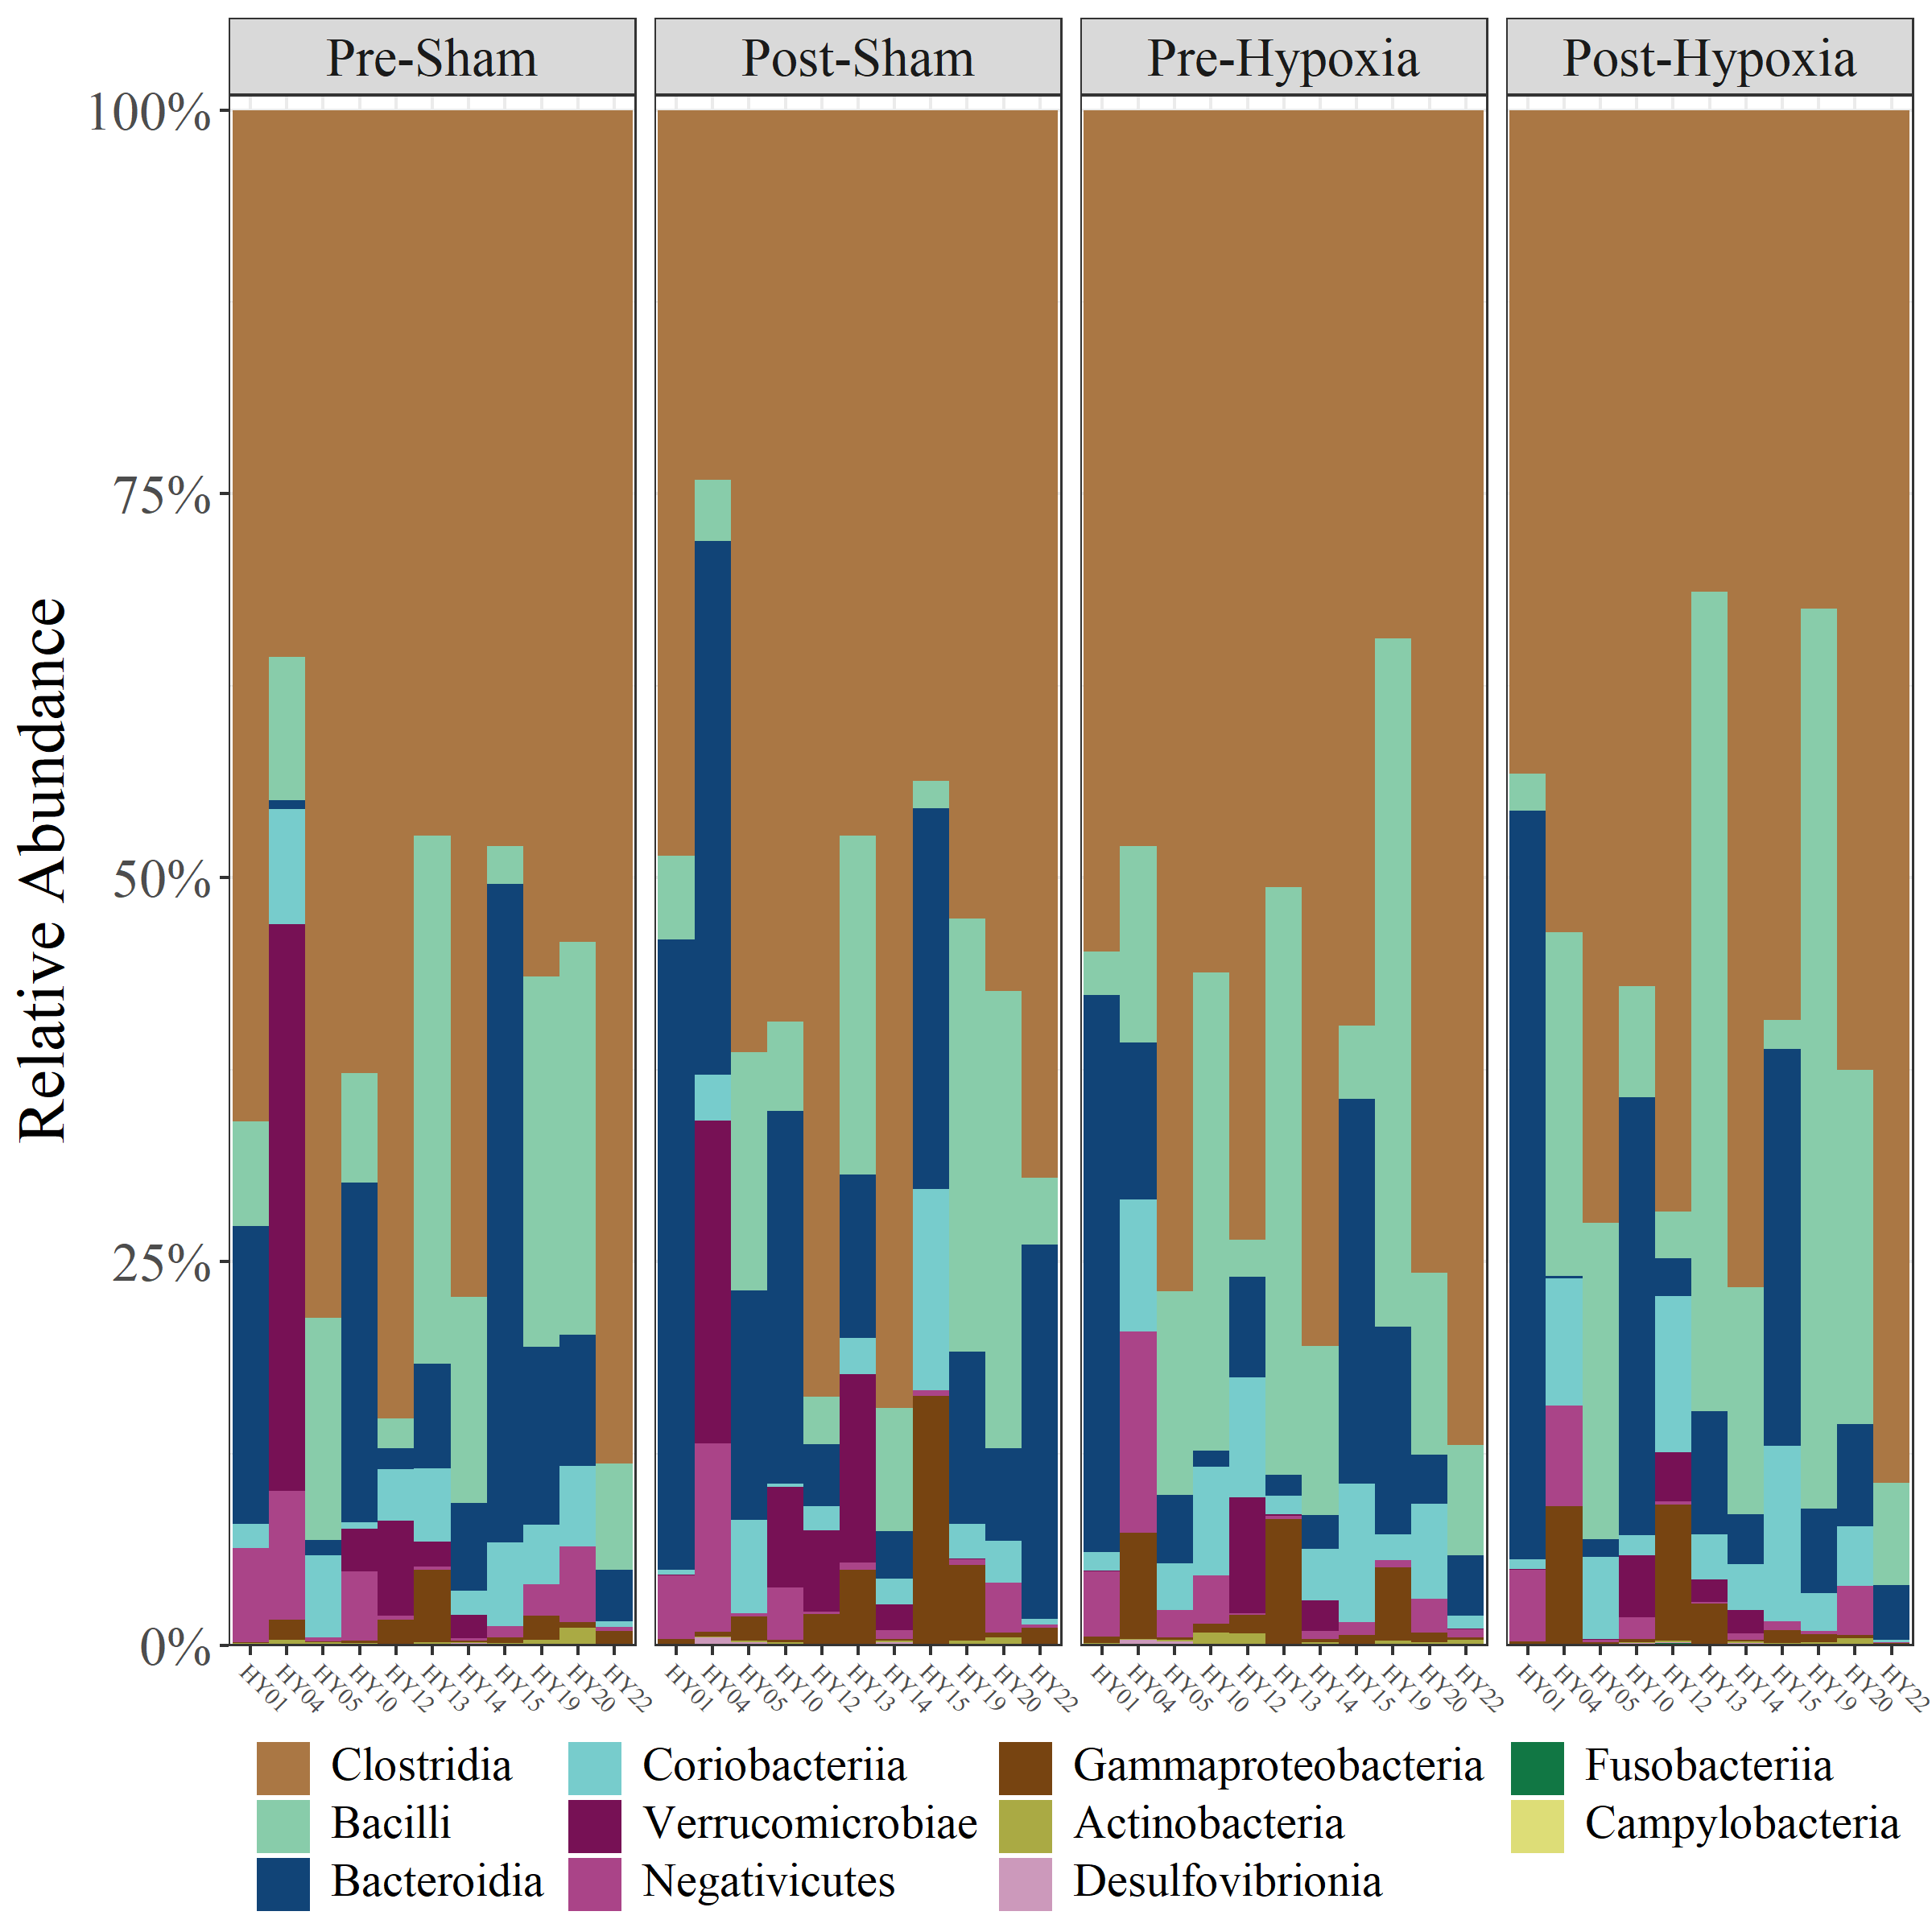 Pre-Sham Post-Sham Pre-Hypoxia Post-Hypoxia
100%
75%
50%
25%
0%
Relative Abundance
HY01 HY04 HY05 HY10 HY12 HY13 HY14 HY15 HY19 HY20 HY22 HY01 HY04 HY05 HY10 HY12 HY13 HY14 HY15 HY19 HY20 HY22 HY01 HY04 HY05 HY10 HY12 HY13 HY14 HY15 HY19 HY20 HY22 HY01 HY04 HY05 HY10 HY12 HY13 HY14 HY15 HY19 HY20 HY22
Clostridia Coriobacteriia Gammaproteobacteria Fusobacteriia
Bacilli Verrucomicrobiae Actinobacteria Campylobacteria
Bacteroidia Negativicutes Desulfovibrionia